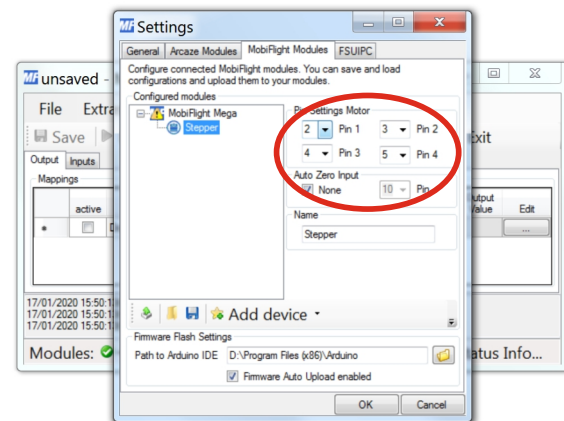 Settings
General Arcaze Modules MobiFlight Modules FSUIPC
Configure connected MobiFlight modules. You can save and load
configurations and upload them to your modules.
Configured modules
MobiFlight Mega
Stepper
Pin Settings Motor
2 Pin 1 3 Pin 2
4 Pin 3 5 Pin 4
Auto Zero Input
None 10 Pin
Name
Stepper
Add device
Firmware Flash Settings
Path to Arduino IDE D:\Program Files (x86)\Arduino
Firmware Auto Upload enabled
OK Cancel
unsaved -
File Extra
Save
Output Inputs
Mappings
active
Edit
...
17/01/2020 15:50:1
17/01/2020 15:50:1
17/01/2020 15:50:1
Modules:
atus Info...